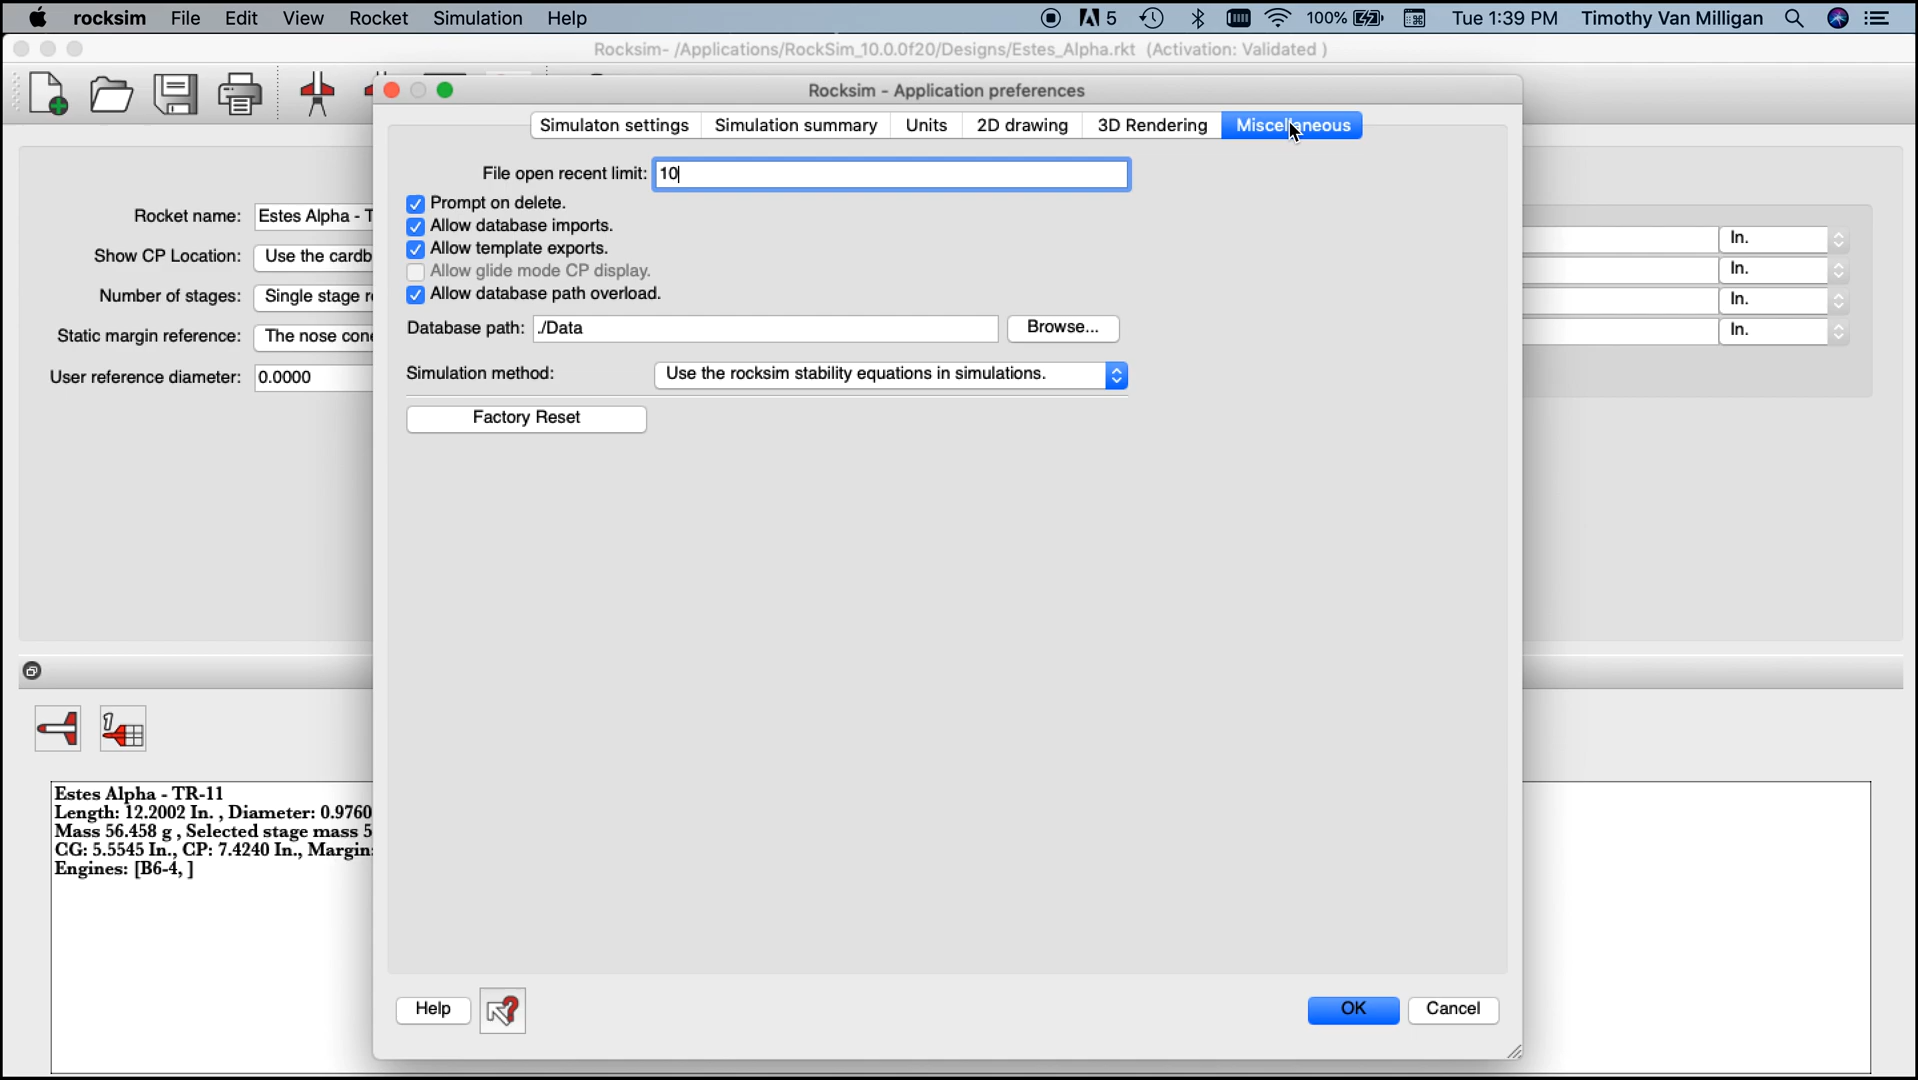 rocksim File Edit View Rocket Simulation Help 5 100% Tue 1:39 PM Timothy Van Milligan
Rocksim- /Applications/RockSim_10.0.0f20/Designs/Estes_Alpha.rkt (Activation: Validated )
Rocksim - Application preferences
Simulaton settings Simulation summary Units 2D drawing 3D Rendering Miscellaneous
File open recent limit: 10
Prompt on delete.
Allow database imports.
Allow template exports.
Allow glide mode CP display.
Allow database path overload.
Database path: ./Data Browse...
Simulation method: Use the rocksim stability equations in simulations.
Factory Reset
Help OK Cancel
Rocket name: Estes Alpha - T
Show CP Location: Use the cardb
Number of stages: Single stage r
Static margin reference: The nose con
User reference diameter: 0.0000
In.
In.
In.
In.
1
Estes Alpha - TR-11
Length: 12.2002 In. , Diameter: 0.9760
Mass 56.458 g , Selected stage mass 5
CG: 5.5545 In., CP: 7.4240 In., Margin:
Engines: [B6-4, ]